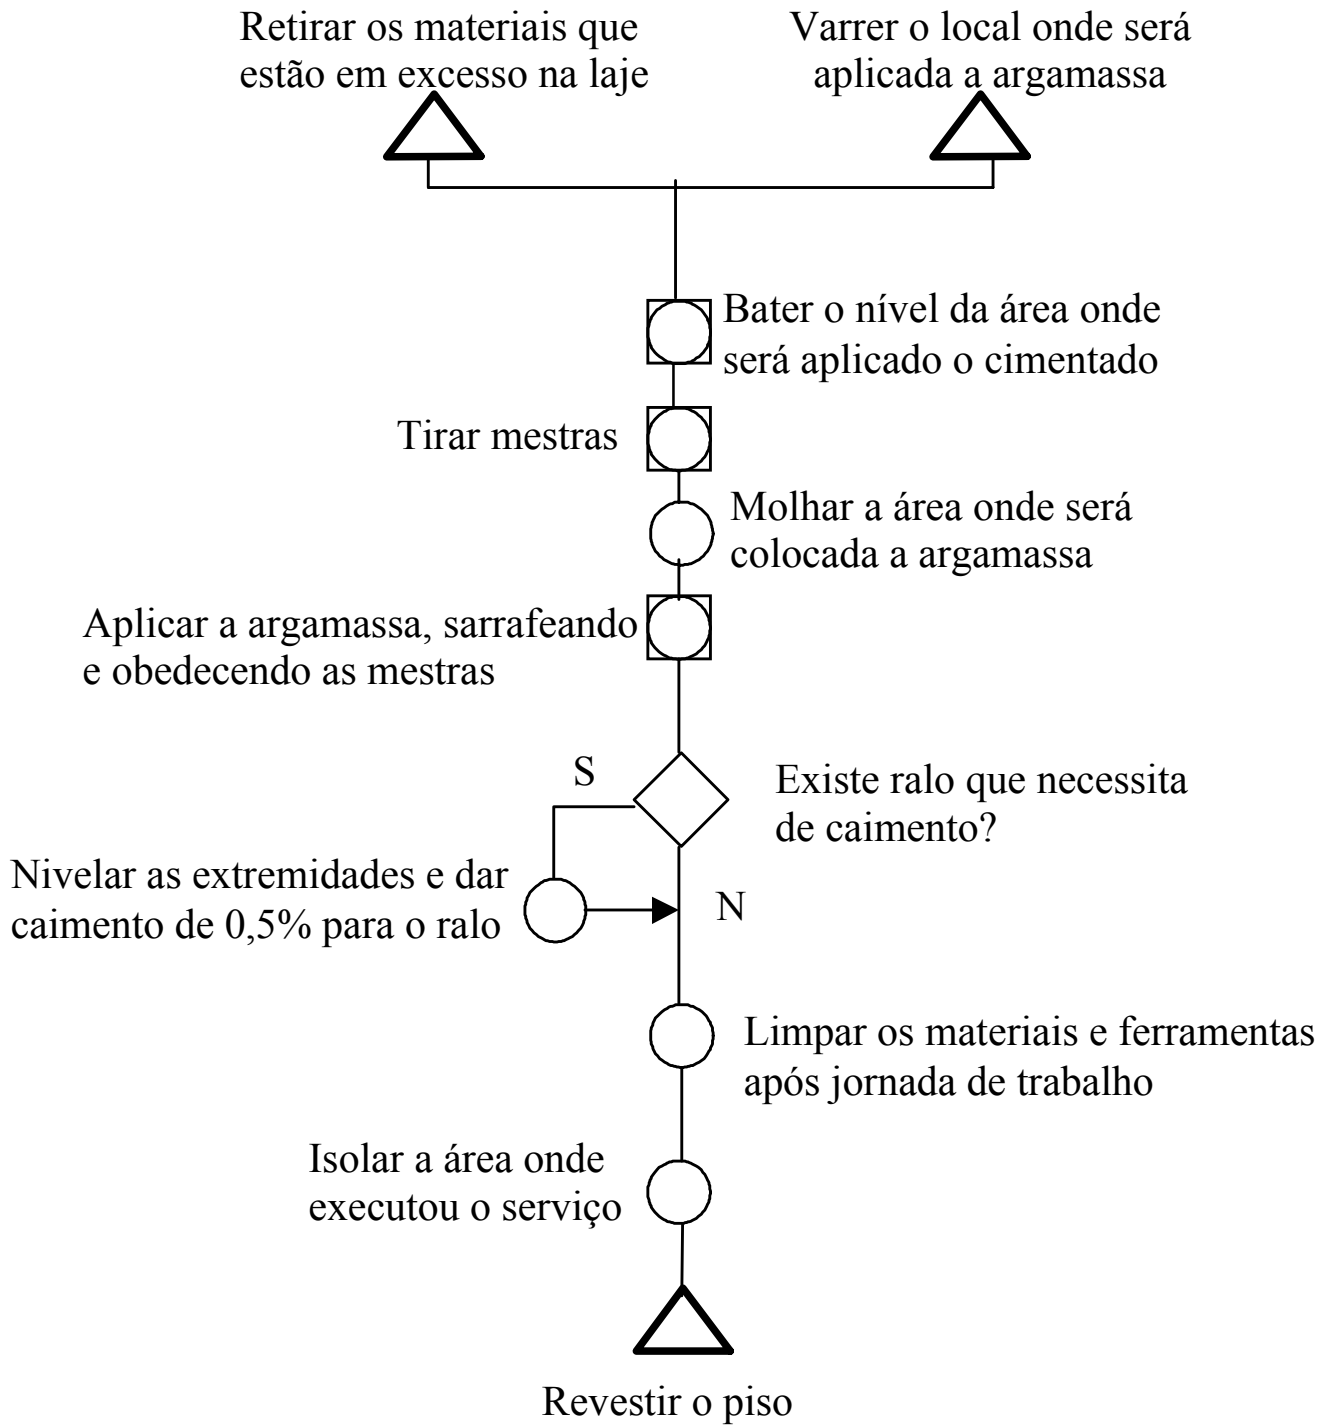 Retirar os materiais que
estão em excesso na laje
Varrer o local onde será
aplicada a argamassa
Bater o nível da área onde
será aplicado o cimentado
Tirar mestras
Molhar a área onde será
colocada a argamassa
Aplicar a argamassa, sarrafeando
e obedecendo as mestras
S
Existe ralo que necessita
de caimento?
Nivelar as extremidades e dar
caimento de 0,5% para o ralo
N
Limpar os materiais e ferramentas
após jornada de trabalho
Isolar a área onde
executou o serviço
Revestir o piso